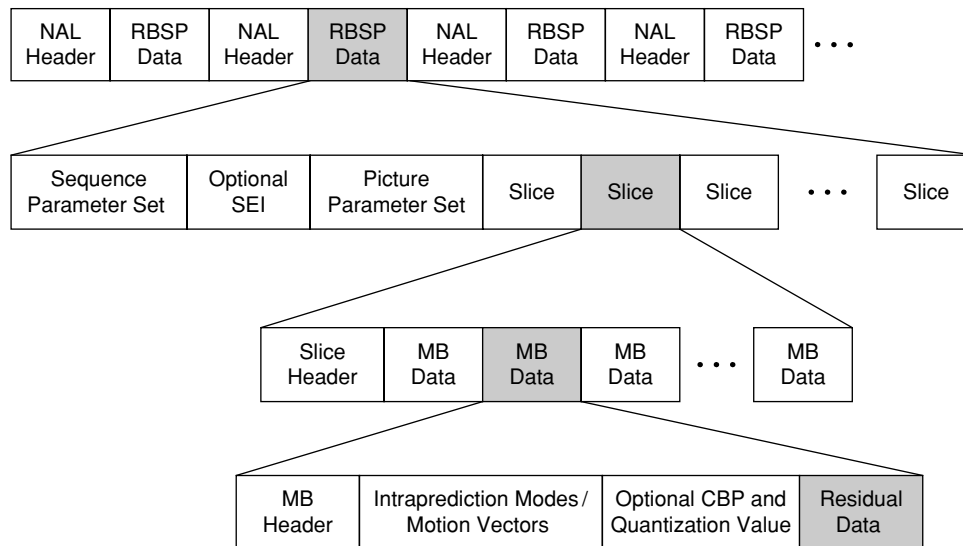 NAL Header
RBSP Data
NAL Header
RBSP Data
NAL Header
RBSP Data
NAL Header
RBSP Data
• • •
Sequence Parameter Set
Optional SEI
Picture Parameter Set
Slice
Slice
Slice
• • •
Slice
Slice Header
MB Data
MB Data
MB Data
• • •
MB Data
MB Header
Intraprediction Modes / Motion Vectors
Optional CBP and Quantization Value
Residual Data